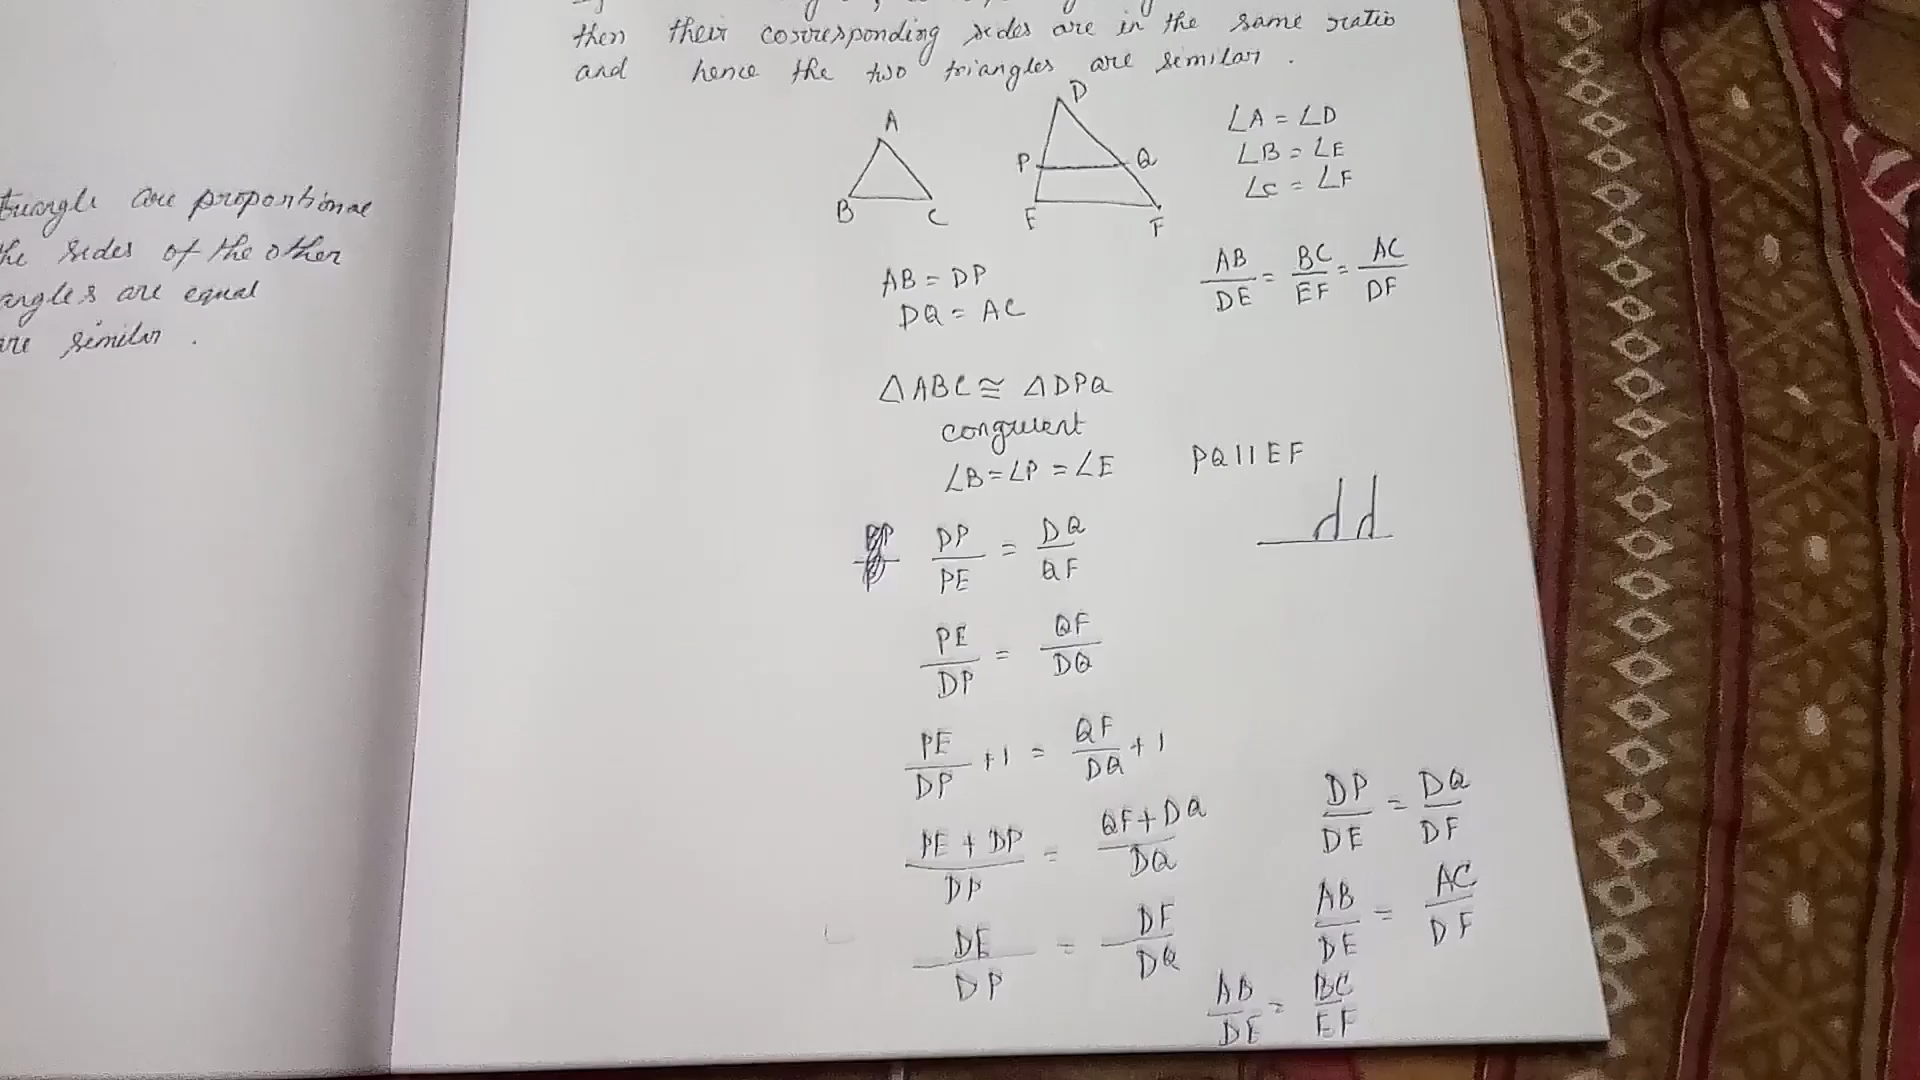 triangle are proportional
the sides of the other
angles are equal
are similar .
then their corresponding sides are in the same ratio
and hence the two triangles are similar .
A
B C
D
P Q
E F
∠A = ∠D
∠B = ∠E
∠C = ∠F
AB = DP
DQ = AC
AB/DE = BC/EF = AC/DF
△ABC ≅ △DPQ
congruent
∠B = ∠P = ∠E
PQ || EF
DP/PE = DQ/QF
PE/DP = QF/DQ
PE/DP + 1 = QF/DQ + 1
PE + DP/DP = QF + DQ/DQ
DE/DP = DF/DQ
DP/DE = DQ/DF
AB/DE = AC/DF
AB/DE = BC/EF